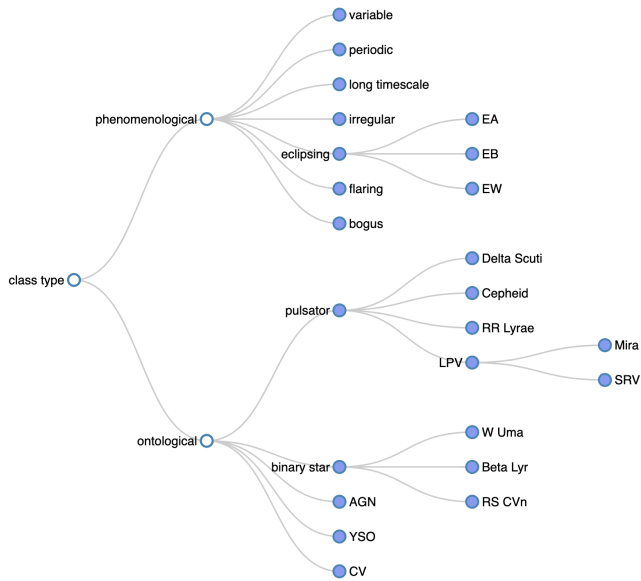 variable
periodic
long timescale
phenomenological
irregular
EA
eclipsing
EB
flaring
EW
bogus
Delta Scuti
class type
Cepheid
pulsator
RR Lyrae
Mira
LPV
SRV
W Uma
ontological
binary star
Beta Lyr
AGN
RS CVn
YSO
CV